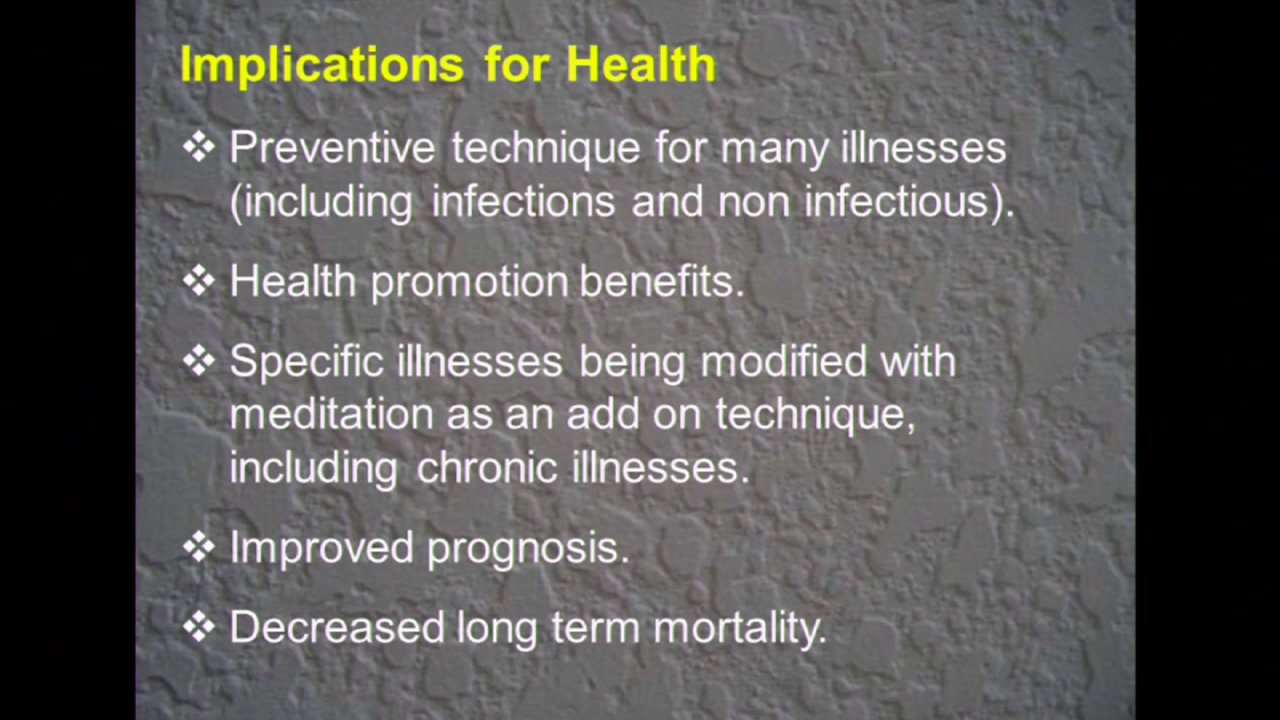 Implications for Health
❖ Preventive technique for many illnesses
(including infections and non infectious).
❖ Health promotion benefits.
❖ Specific illnesses being modified with
meditation as an add on technique,
including chronic illnesses.
❖ Improved prognosis.
❖ Decreased long term mortality.